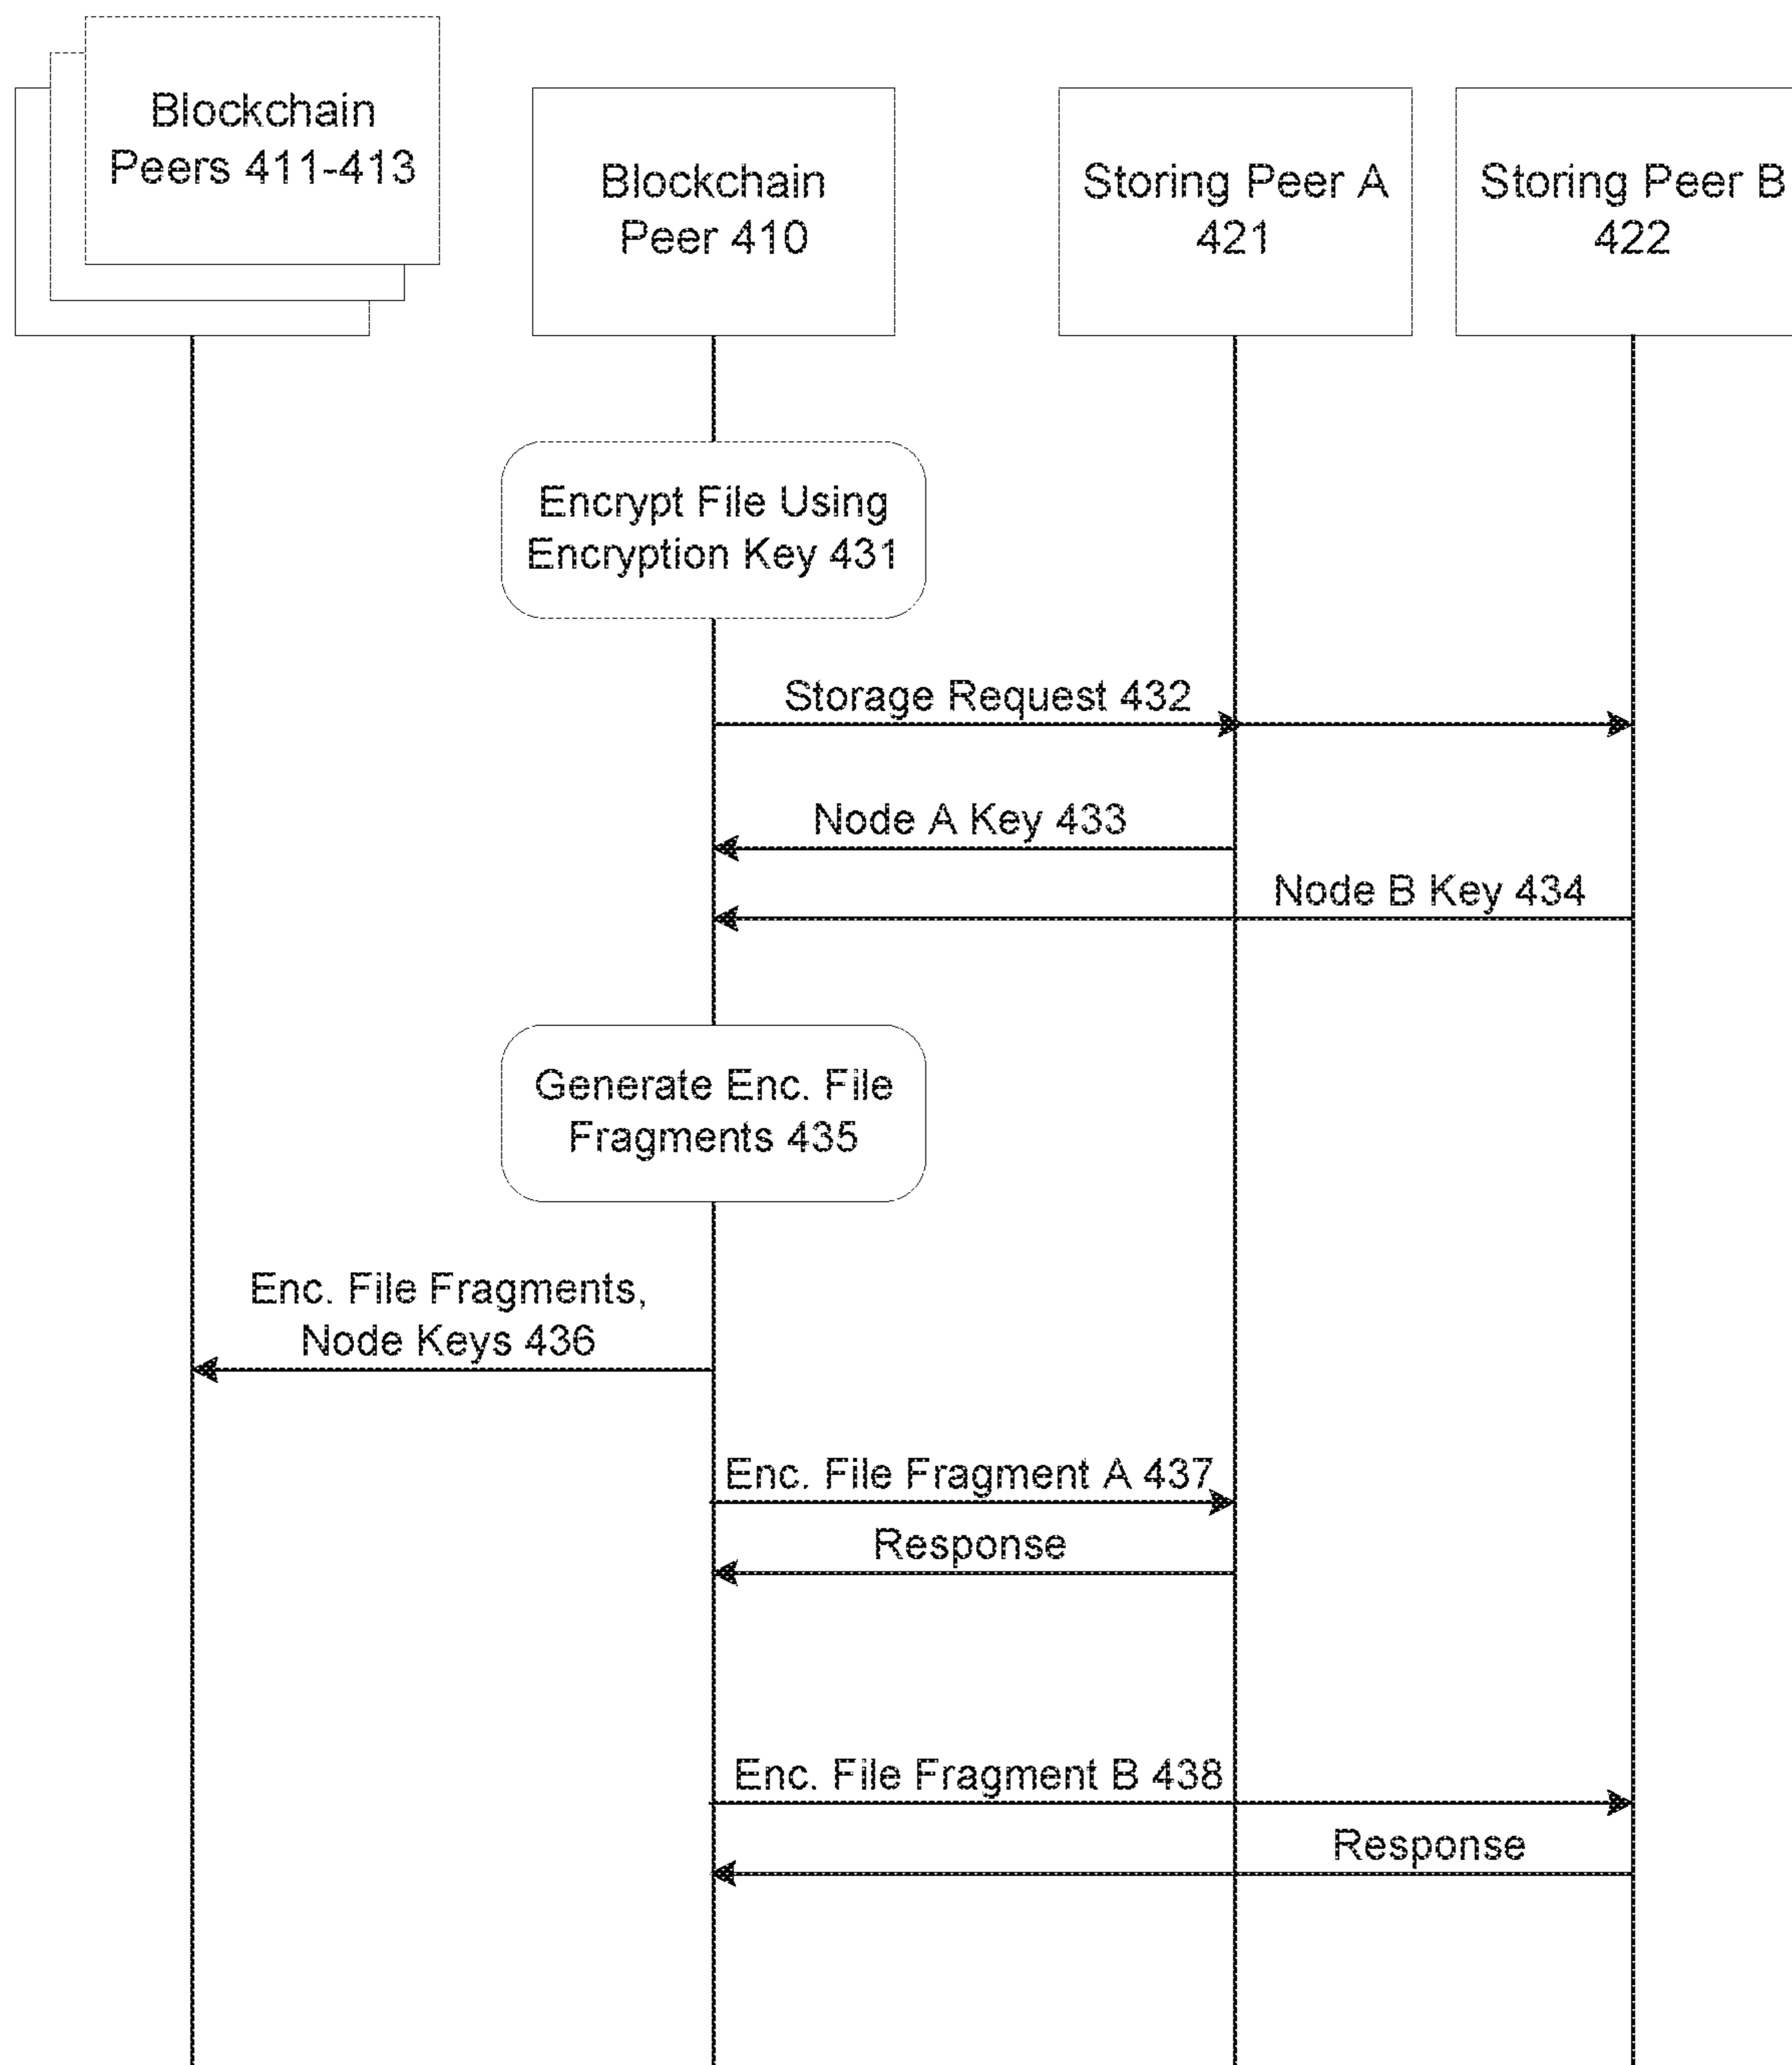 Blockchain
Peers 411-413
Blockchain
Peer 410
Storing Peer A
421
Storing Peer B
422
Encrypt File Using
Encryption Key 431
Storage Request 432
Node A Key 433
Node B Key 434
Generate Enc. File
Fragments 435
Enc. File Fragments,
Node Keys 436
Enc. File Fragment A 437
Response
Enc. File Fragment B 438
Response